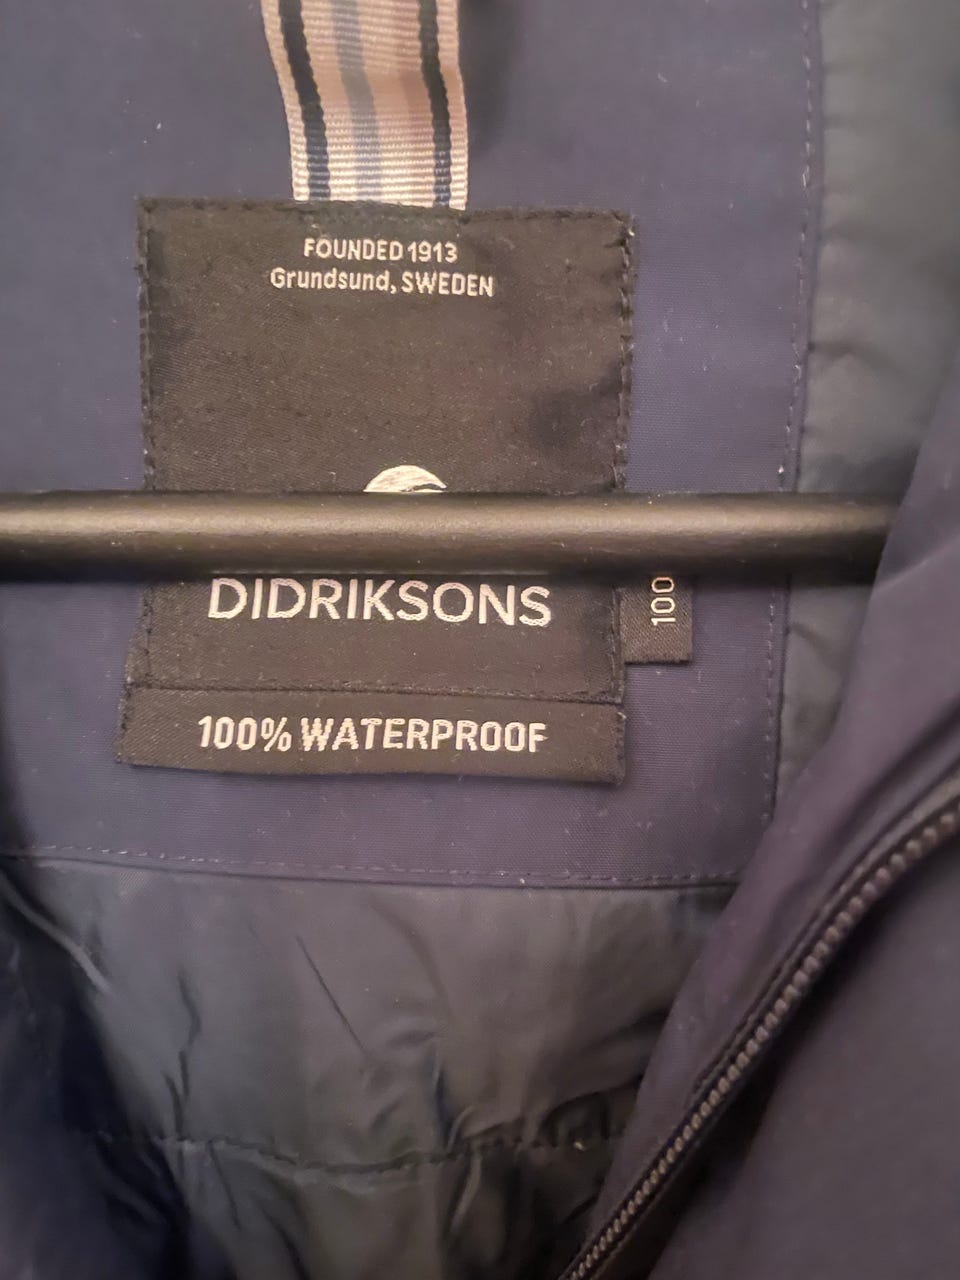 FOUNDED 1913
Grundsund, SWEDEN
DIDRIKSONS
100
100% WATERPROOF